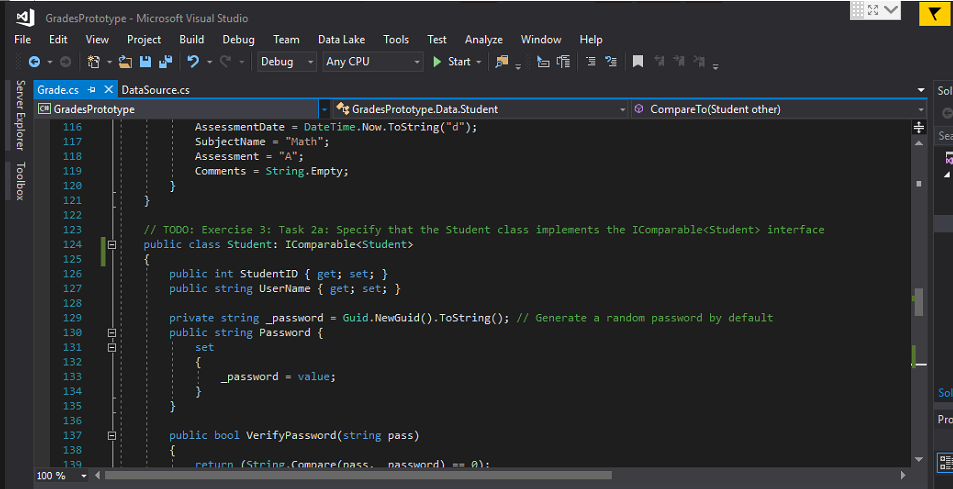 GradesPrototype - Microsoft Visual Studio
File Edit View Project Build Debug Team Data Lake Tools Test Analyze Window Help
Debug Any CPU Start
Server Explorer
Toolbox
Grade.cs DataSource.cs
C# GradesPrototype GradesPrototype.Data.Student CompareTo(Student other)
116 AssessmentDate = DateTime.Now.ToString("d");
117 SubjectName = "Math";
118 Assessment = "A";
119 Comments = String.Empty;
120 }
121 }
122
123 // TODO: Exercise 3: Task 2a: Specify that the Student class implements the IComparable<Student> interface
124 public class Student: IComparable<Student>
125 {
126 public int StudentID { get; set; }
127 public string UserName { get; set; }
128
129 private string _password = Guid.NewGuid().ToString(); // Generate a random password by default
130 public string Password {
131 set
132 {
133 _password = value;
134 }
135 }
136
137 public bool VerifyPassword(string pass)
138 {
139 return (String.Compare(pass, _password) == 0);
100 %
Sol
Sea
Sol
Pro